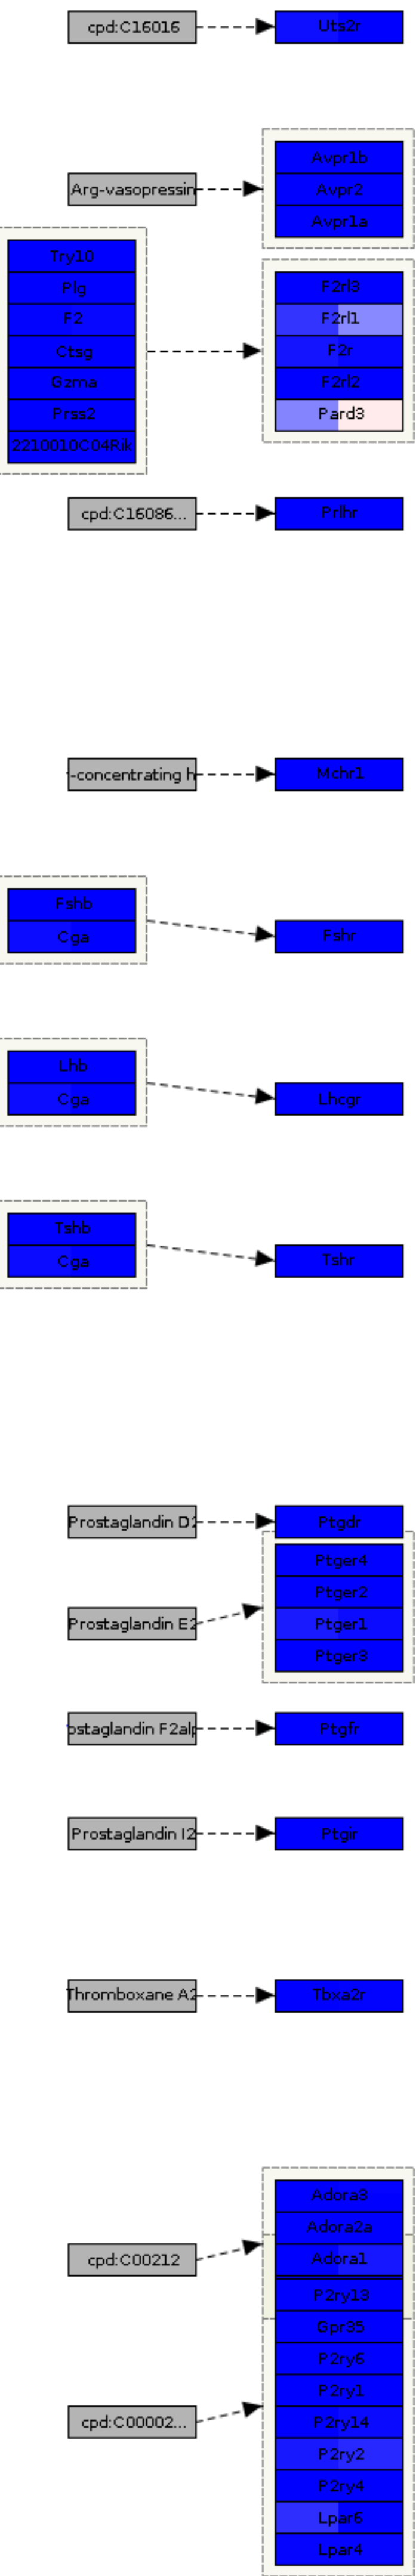 cpd:C16016
Uts2r
Avpr1b
Arg-vasopressin
Avpr2
Avpr1a
Try10
Plg
F2
Ctsg
Gzma
Prss2
2210010C04Rik
F2rl3
F2rl1
F2r
F2rl2
Pard3
cpd:C16086...
Prlhr
-concentrating h
Mchr1
Fshb
Cga
Fshr
Lhb
Cga
Lhcgr
Tshb
Cga
Tshr
Prostaglandin D2
Ptgdr
Ptger4
Ptger2
Prostaglandin E2
Ptger1
Ptger3
ostaglandin F2alp
Ptgfr
Prostaglandin I2
Ptgir
Thromboxane A2
Tbxa2r
Adora3
Adora2a
cpd:C00212
Adora1
P2ry13
Gpr35
P2ry6
P2ry1
cpd:C00002...
P2ry14
P2ry2
P2ry4
Lpar6
Lpar4